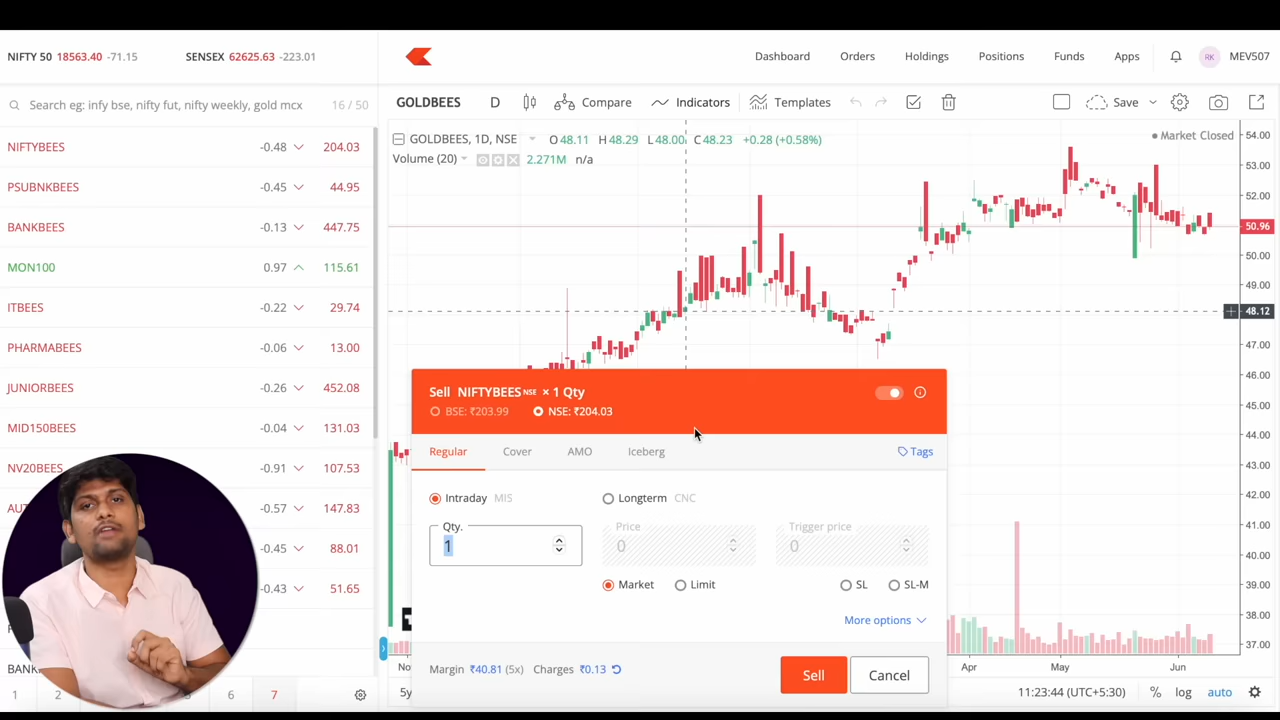 NIFTY 50 18563.40 -71.15 SENSEX 62625.63 -223.01
Dashboard Orders Holdings Positions Funds Apps RK MEV507
Search eg: infy bse, nifty fut, nifty weekly, gold mcx 16 / 50
GOLDBEES D Compare Indicators Templates Save
GOLDBEES, 1D, NSE O48.11 H48.29 L48.00 C48.23 +0.28 (+0.58%)
Market Closed
Volume (20) 2.271M n/a
NIFTYBEES -0.48 204.03
PSUBNKBEES -0.45 44.95
BANKBEES -0.13 447.75
MON100 0.97 115.61
ITBEES -0.22 29.74
PHARMABEES -0.06 13.00
JUNIORBEES -0.26 452.08
MID150BEES -0.04 131.03
NV20BEES -0.91 107.53
-0.57 147.83
-0.45 88.01
-0.43 51.65
BANK
1 2 6 7
54.00
53.00
52.00
50.96
50.00
49.00
48.12
47.00
46.00
45.00
44.00
43.00
42.00
41.00
40.00
39.00
38.00
37.00
Sell NIFTYBEES NSE × 1 Qty
BSE: ₹203.99 NSE: ₹204.03
Regular Cover AMO Iceberg Tags
Intraday MIS Longterm CNC
Qty. Price Trigger price
1 0 0
Market Limit SL SL-M
More options
Margin ₹40.81 (5x) Charges ₹0.13 Sell Cancel
Apr May Jun
5y 11:23:44 (UTC+5:30) % log auto